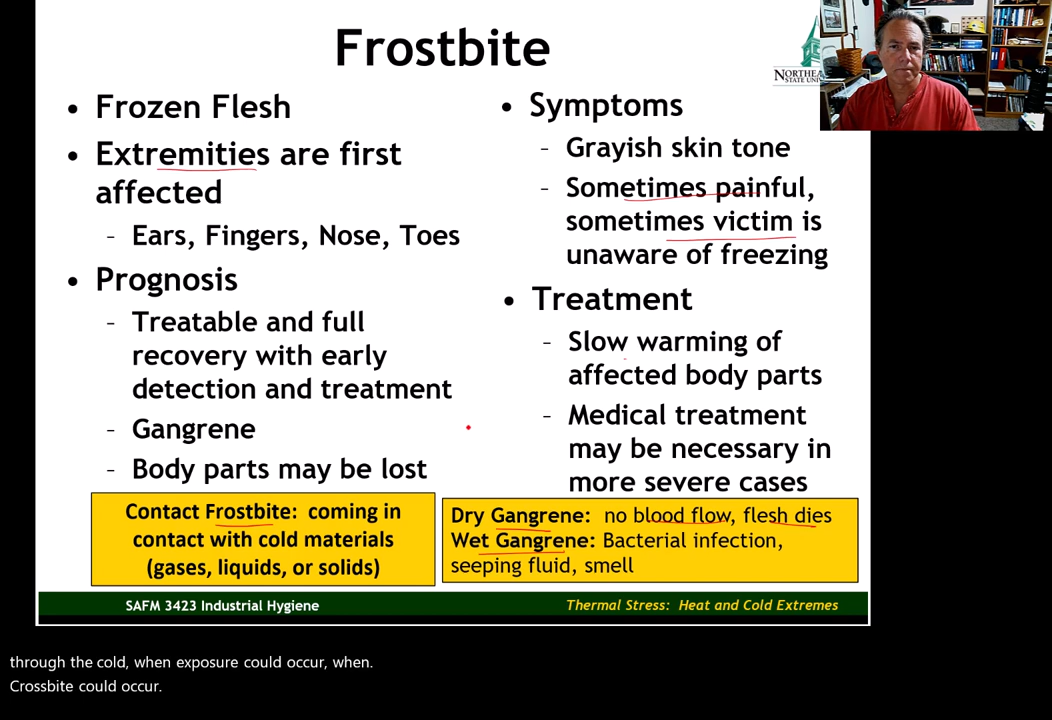 Frostbite
NORTHEA
STATE UNI
• Frozen Flesh
• Extremities are first
affected
- Ears, Fingers, Nose, Toes
• Prognosis
- Treatable and full
recovery with early
detection and treatment
- Gangrene
- Body parts may be lost
• Symptoms
- Grayish skin tone
- Sometimes painful,
sometimes victim is
unaware of freezing
• Treatment
- Slow warming of
affected body parts
- Medical treatment
may be necessary in
more severe cases
Contact Frostbite: coming in
contact with cold materials
(gases, liquids, or solids)
Dry Gangrene: no blood flow, flesh dies
Wet Gangrene: Bacterial infection,
seeping fluid, smell
SAFM 3423 Industrial Hygiene
Thermal Stress: Heat and Cold Extremes
through the cold, when exposure could occur, when.
Crossbite could occur.